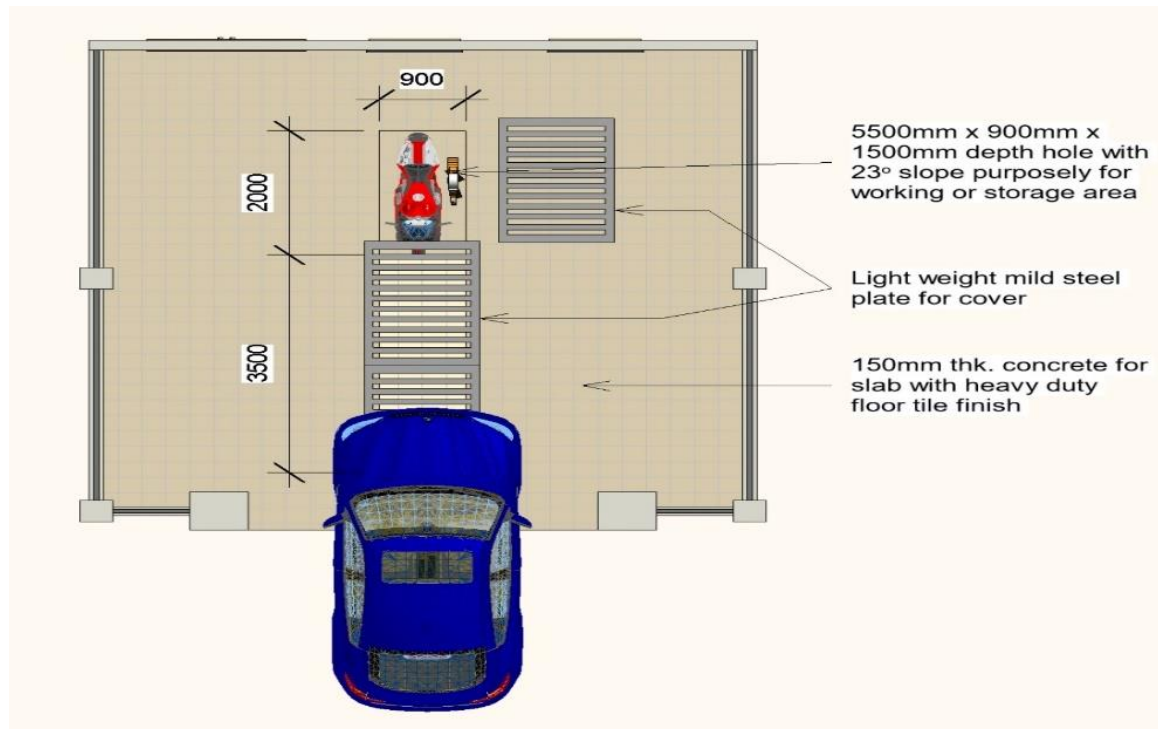 900
2000
3500
5500mm x 900mm x
1500mm depth hole with
23° slope purposely for
working or storage area
Light weight mild steel
plate for cover
150mm thk. concrete for
slab with heavy duty
floor tile finish